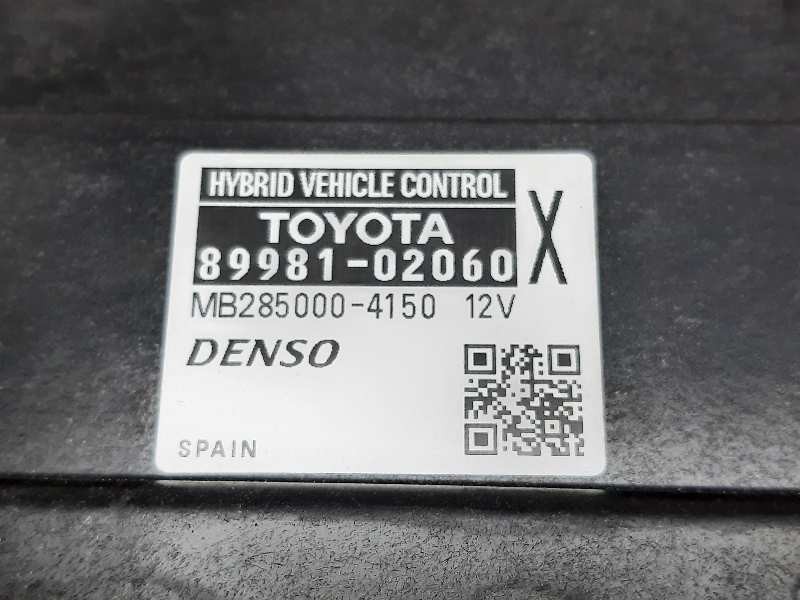 HYBRID VEHICLE CONTROL
TOYOTA
89981-02060
X
MB285000-4150 12V
DENSO
SPAIN